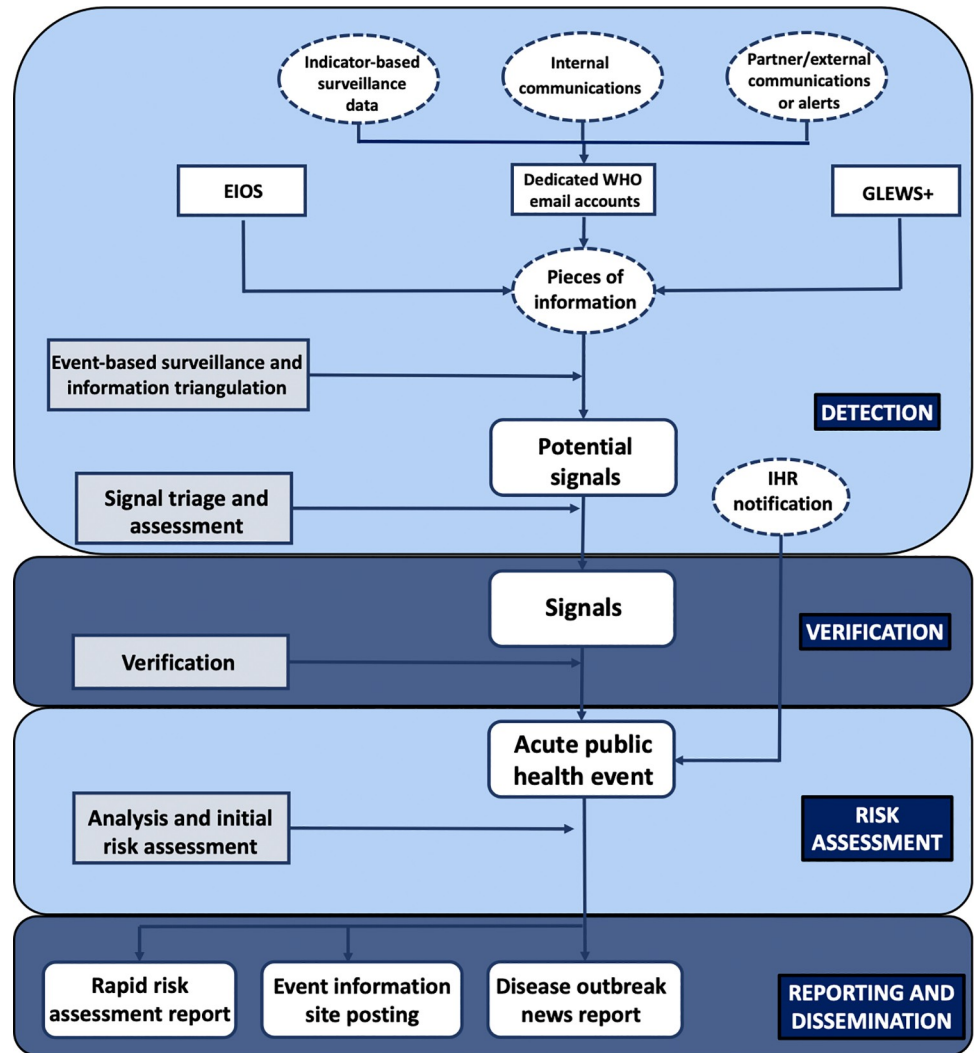 Indicator-based
surveillance
data
Internal
communications
Partner/external
communications
or alerts
EIOS
Dedicated WHO
email accounts
GLEWS+
Pieces of
information
Event-based surveillance and
information triangulation
DETECTION
Potential
signals
Signal triage and
assessment
IHR
notification
Signals
VERIFICATION
Verification
Acute public
health event
Analysis and initial
risk assessment
RISK
ASSESSMENT
Rapid risk
assessment report
Event information
site posting
Disease outbreak
news report
REPORTING AND
DISSEMINATION